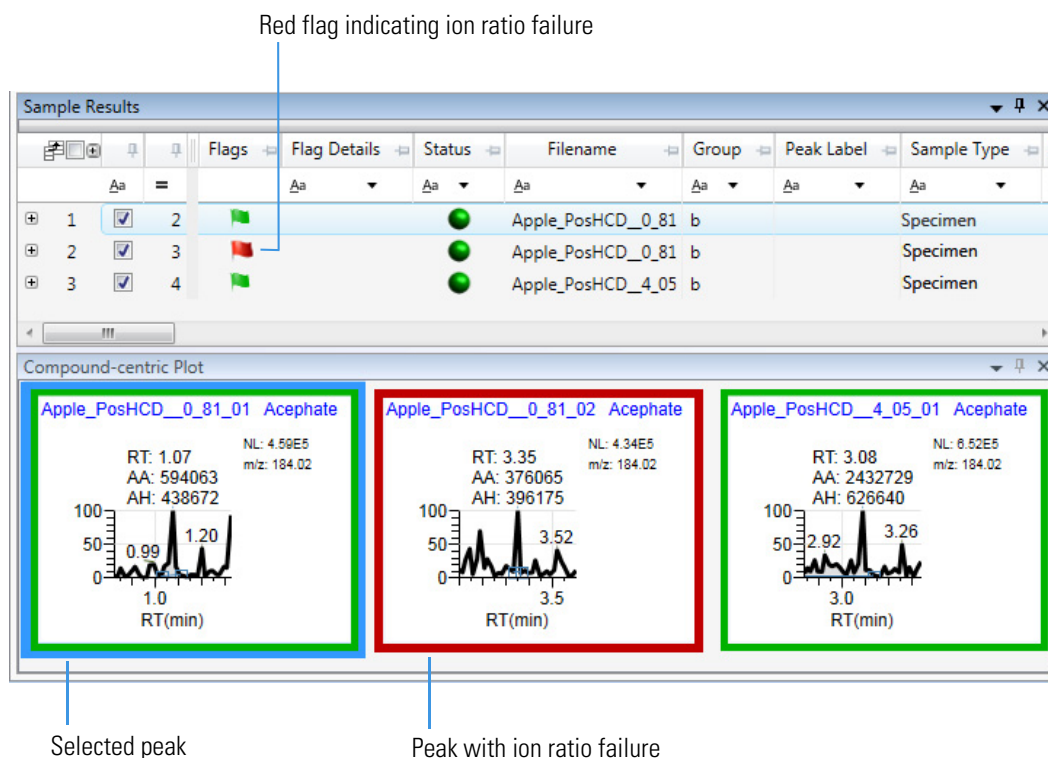 Red flag indicating ion ratio failure
Sample Results
Flags Flag Details Status Filename Group Peak Label Sample Type
Aa = Aa Aa Aa Aa Aa Aa
1 2 Apple_PosHCD__0_81 b Specimen
2 3 Apple_PosHCD__0_81 b Specimen
3 4 Apple_PosHCD__4_05 b Specimen
Compound-centric Plot
Apple_PosHCD__0_81_01 Acephate
NL: 4.59E5
m/z: 184.02
RT: 1.07
AA: 594063
AH: 438672
100
50
0
0.99
1.20
1.0
RT(min)
Apple_PosHCD__0_81_02 Acephate
NL: 4.34E5
m/z: 184.02
RT: 3.35
AA: 376065
AH: 396175
100
50
0
3.52
3.5
RT(min)
Apple_PosHCD__4_05_01 Acephate
NL: 6.52E5
m/z: 184.02
RT: 3.08
AA: 2432729
AH: 626640
100
50
0
2.92
3.26
3.0
RT(min)
Selected peak
Peak with ion ratio failure